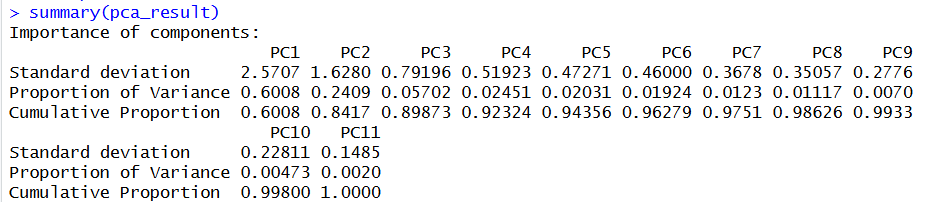 > summary(pca_result)
Importance of components:
                          PC1    PC2     PC3     PC4     PC5     PC6    PC7     PC8    PC9
Standard deviation     2.5707 1.6280 0.79196 0.51923 0.47271 0.46000 0.3678 0.35057 0.2776
Proportion of Variance 0.6008 0.2409 0.05702 0.02451 0.02031 0.01924 0.0123 0.01117 0.0070
Cumulative Proportion  0.6008 0.8417 0.89873 0.92324 0.94356 0.96279 0.9751 0.98626 0.9933
                          PC10   PC11
Standard deviation     0.22811 0.1485
Proportion of Variance 0.00473 0.0020
Cumulative Proportion  0.99800 1.0000